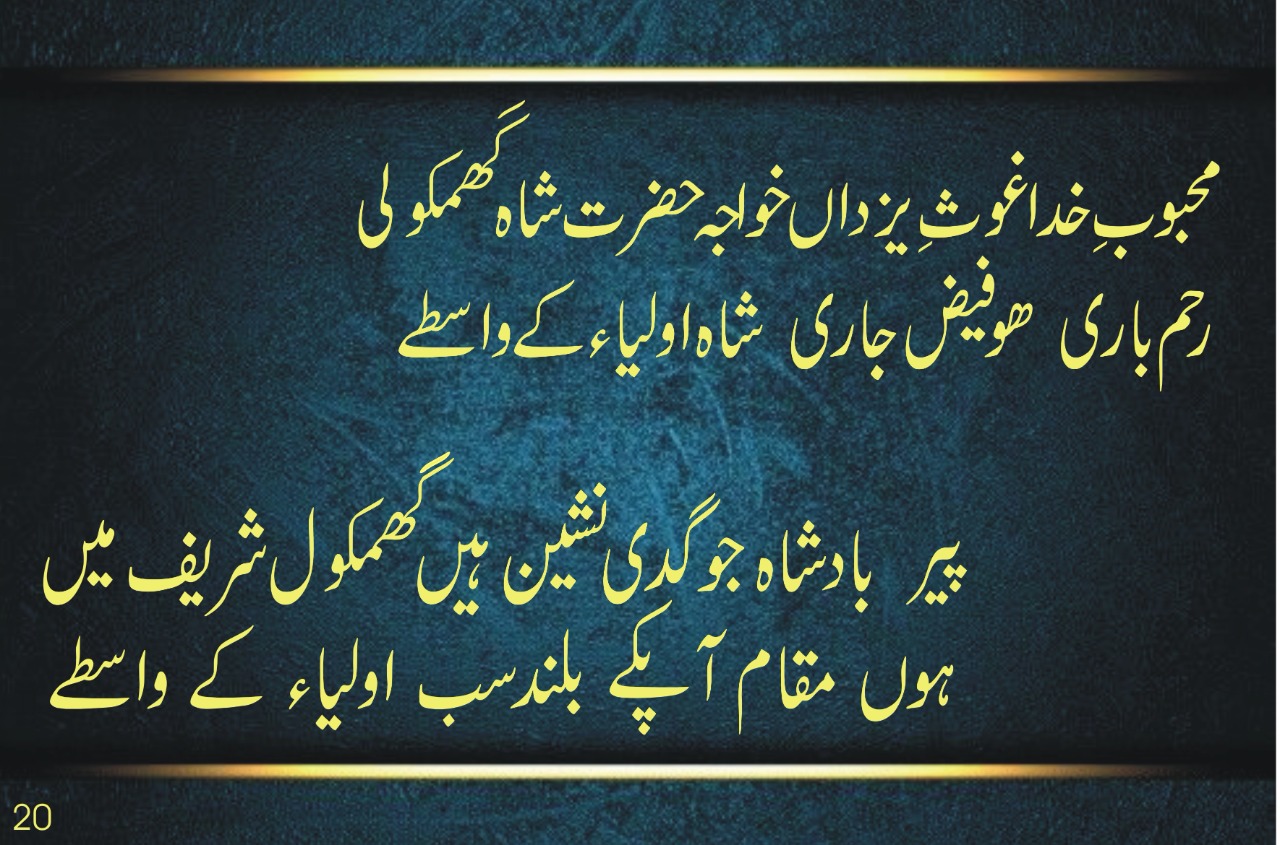 محبوبِ خدا غوثِ یزداں خواجہ حضرت شاہ گھمکولی
رحم باری ھو فیض جاری شاہ اولیاء کے واسطے
پیر بادشاہ جو گدی نشین ہیں گھمکول شریف میں
ہوں مقام آپکے بلند سب اولیاء کے واسطے
20